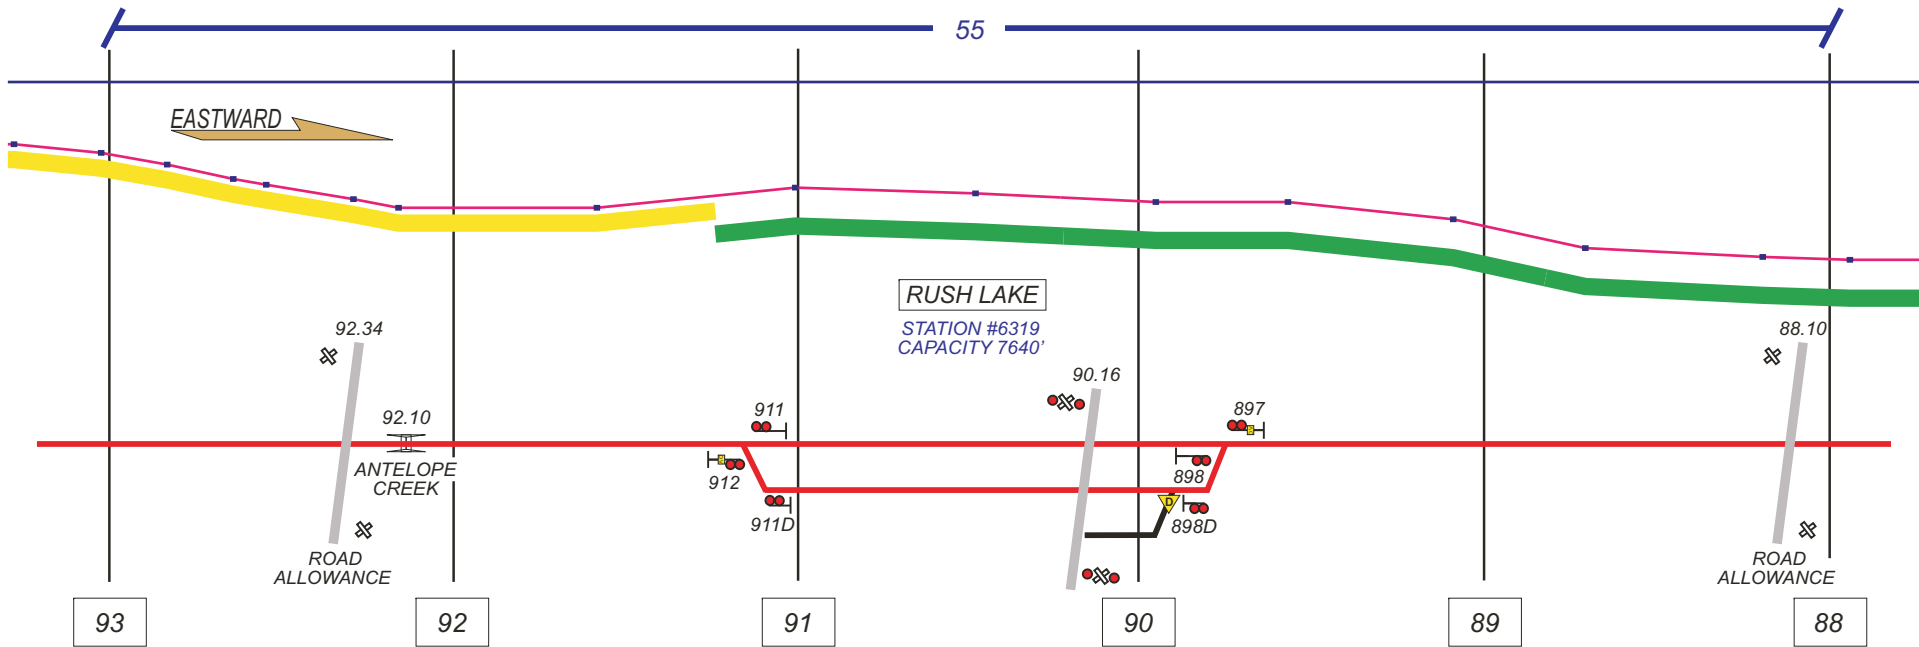 55
EASTWARD
RUSH LAKE
STATION #6319
CAPACITY 7640'
92.34
88.10
90.16
92.10
911
897
ANTELOPE
CREEK
912
898
911D
898D
D
ROAD
ALLOWANCE
ROAD
ALLOWANCE
93
92
91
90
89
88